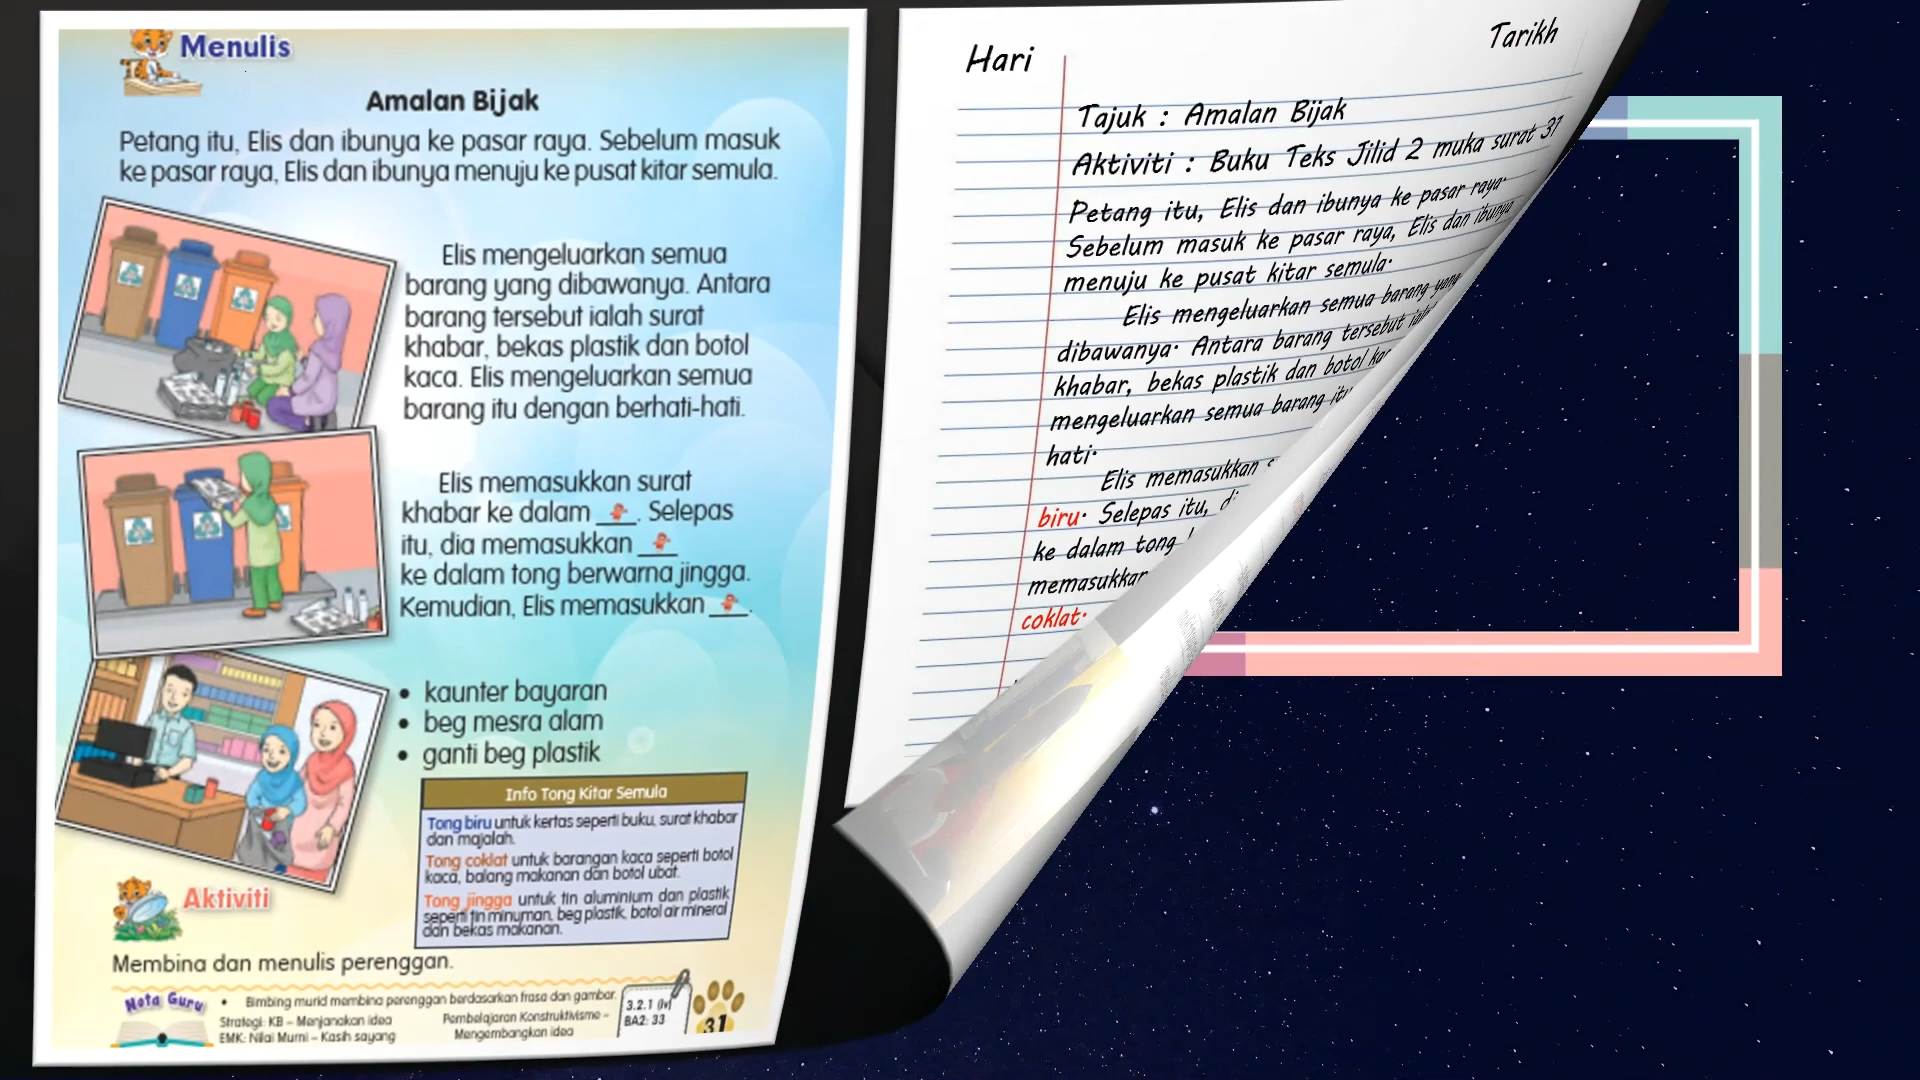 Menulis
Amalan Bijak
Petang itu, Elis dan ibunya ke pasar raya. Sebelum masuk
ke pasar raya, Elis dan ibunya menuju ke pusat kitar semula.
Elis mengeluarkan semua
barang yang dibawanya. Antara
barang tersebut ialah surat
khabar, bekas plastik dan botol
kaca. Elis mengeluarkan semua
barang itu dengan berhati-hati.
Elis memasukkan surat
khabar ke dalam ___. Selepas
itu, dia memasukkan ___
ke dalam tong berwarna jingga.
Kemudian, Elis memasukkan ___.
• kaunter bayaran
• beg mesra alam
• ganti beg plastik
Info Tong Kitar Semula
Tong biru untuk kertas seperti buku, surat khabar
dan majalah.
Tong coklat untuk barangan kaca seperti botol
kaca, balang makanan dan botol ubat.
Tong jingga untuk tin aluminium dan plastik
seperti tin minuman, beg plastik, botol air mineral
dan bekas makanan.
Aktiviti
Membina dan menulis perenggan.
Nota Guru
• Bimbing murid membina perenggan berdasarkan frasa dan gambar.
Strategi: KB – Menjanakan idea
EMK: Nilai Murni – Kasih sayang
Pembelajaran Konstruktivisme –
Mengembangkan idea
3.2.1 (iv)
BA2: 33
31
Hari
Tarikh
Tajuk : Amalan Bijak
Aktiviti : Buku Teks Jilid 2 muka surat 31
Petang itu, Elis dan ibunya ke pasar raya.
Sebelum masuk ke pasar raya, Elis dan ibunya
menuju ke pusat kitar semula.
Elis mengeluarkan semua barang yang
dibawanya. Antara barang tersebut
khabar, bekas plastik dan botol
mengeluarkan semua barang itu
hati.
Elis memasukkan
biru. Selepas itu,
ke dalam tong
memasukkan
coklat.